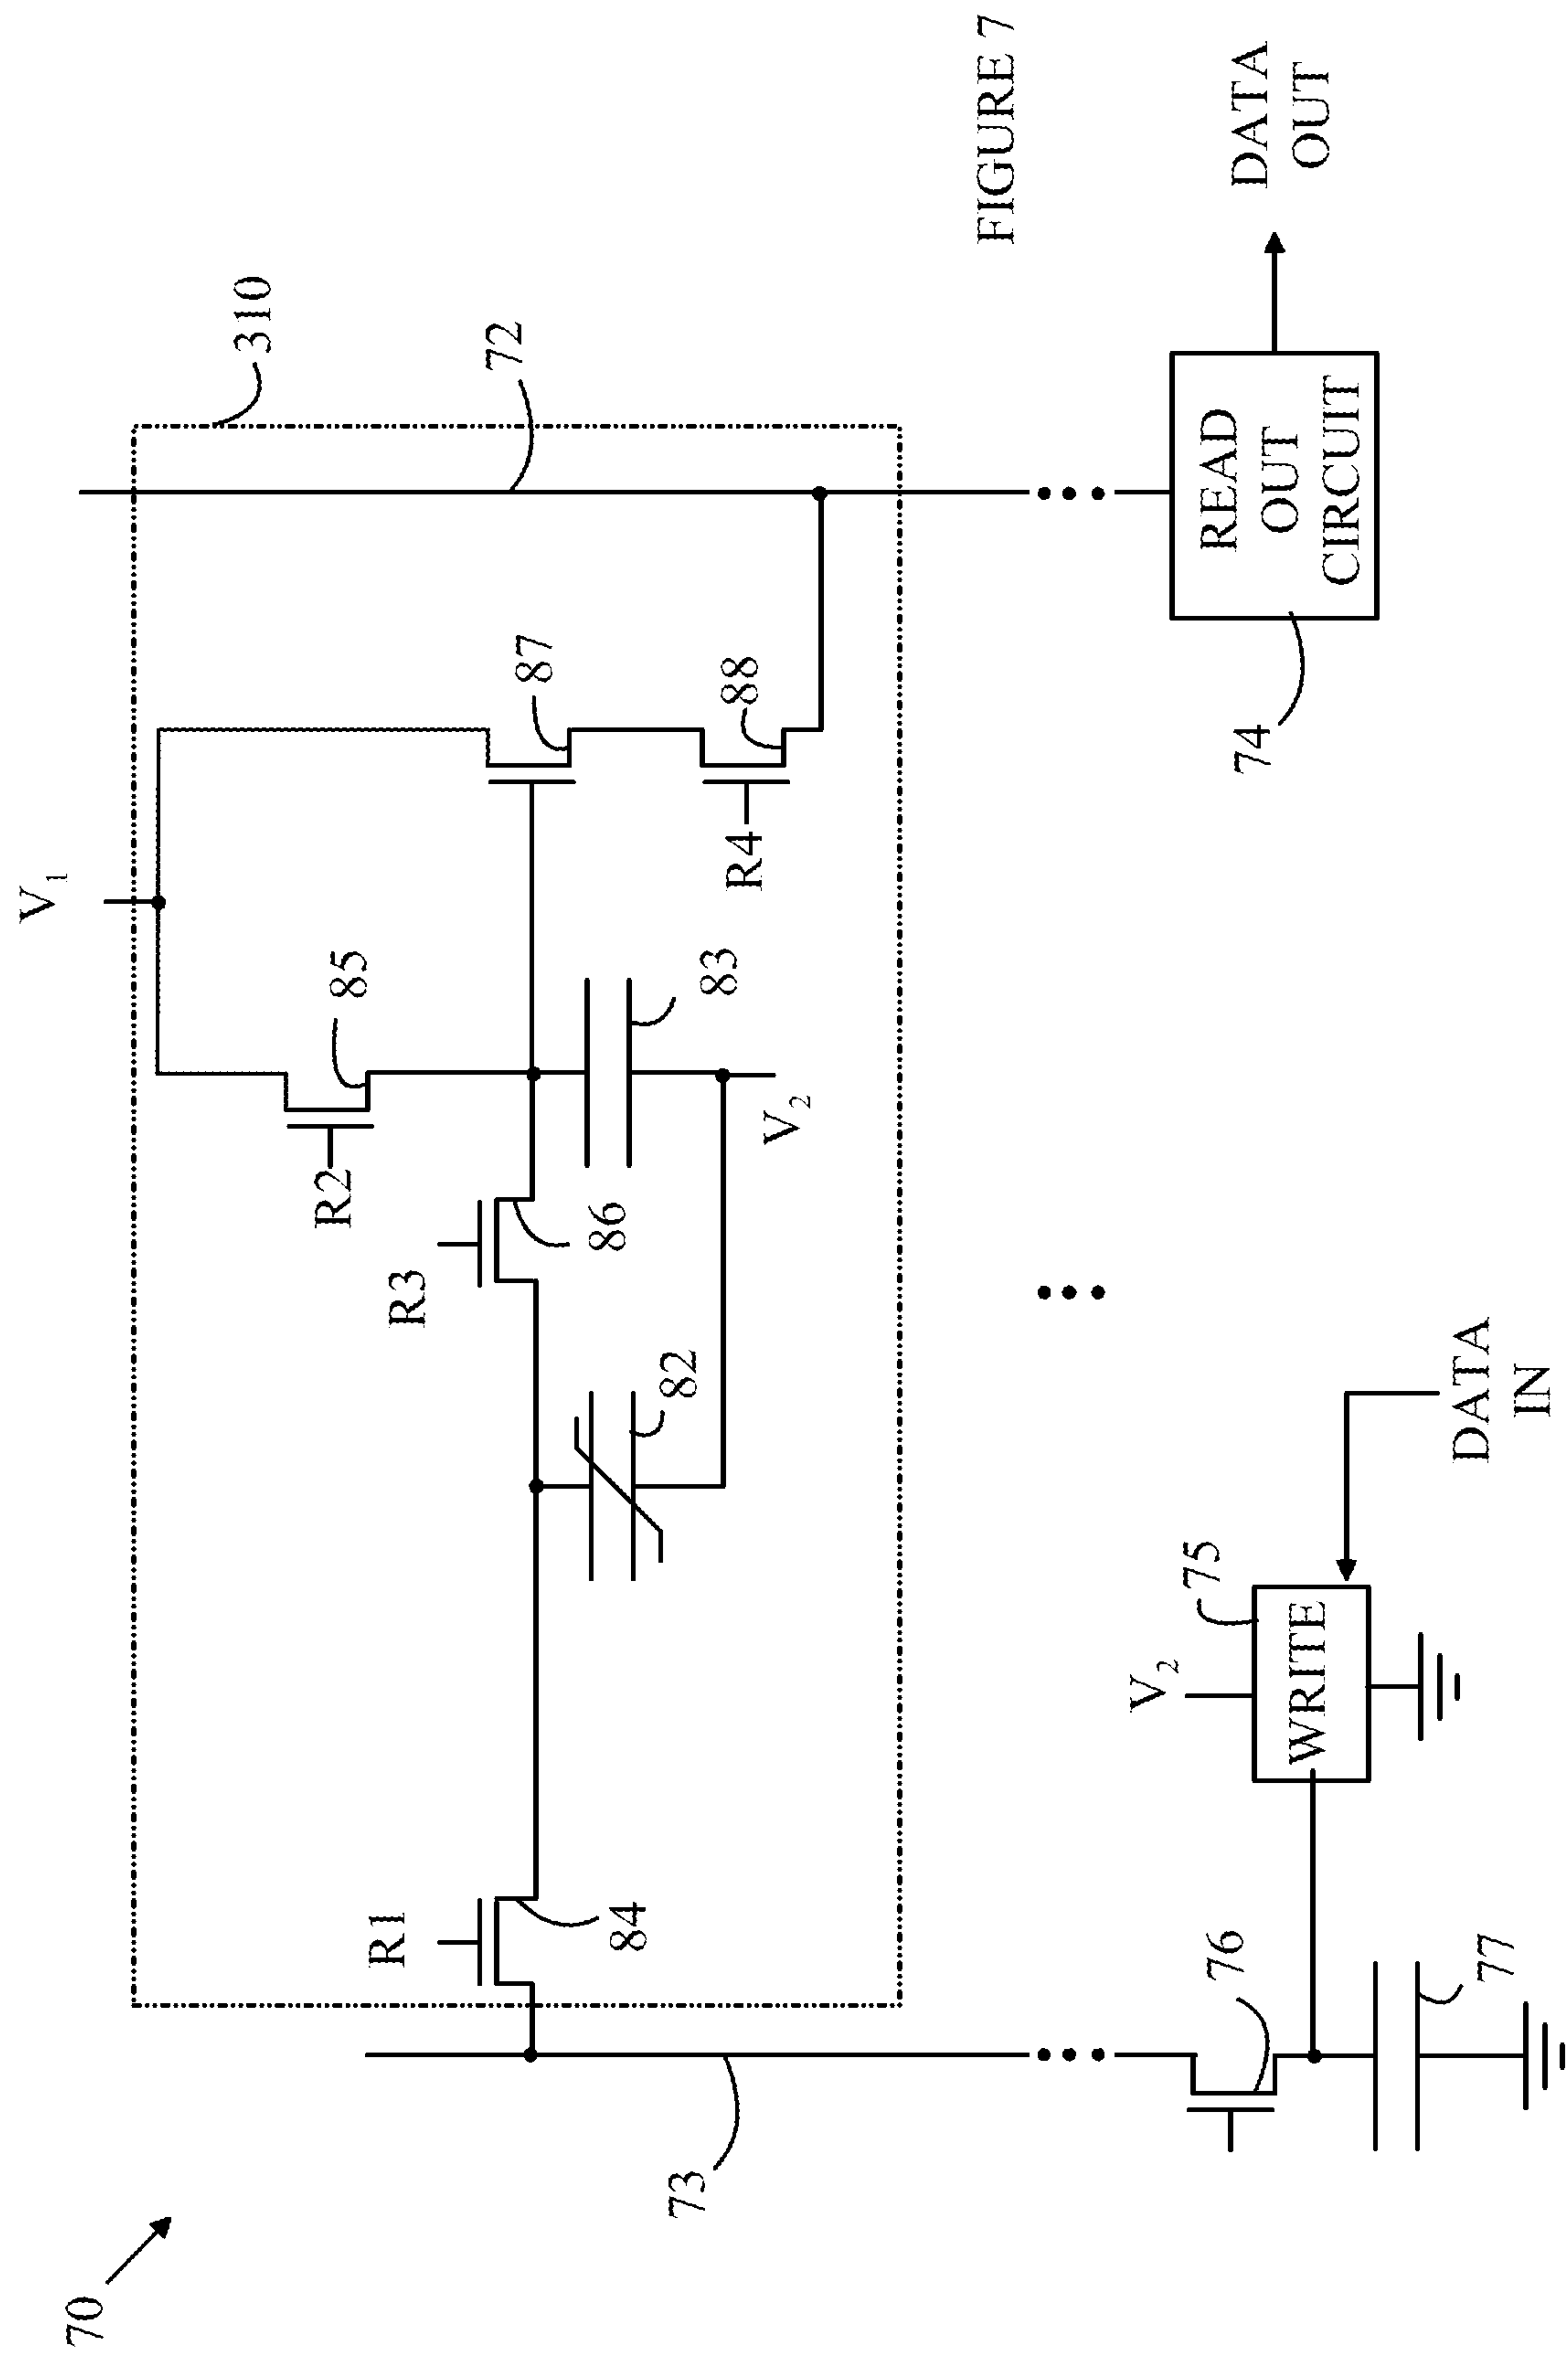 70
V₁
310
R2
85
87
72
R1
84
R3
86
82
83
V₂
R4
88
73
FIGURE 7
76
77
V₂
75
WRITE
DATA
IN
74
READ
OUT
CIRCUIT
DATA
OUT